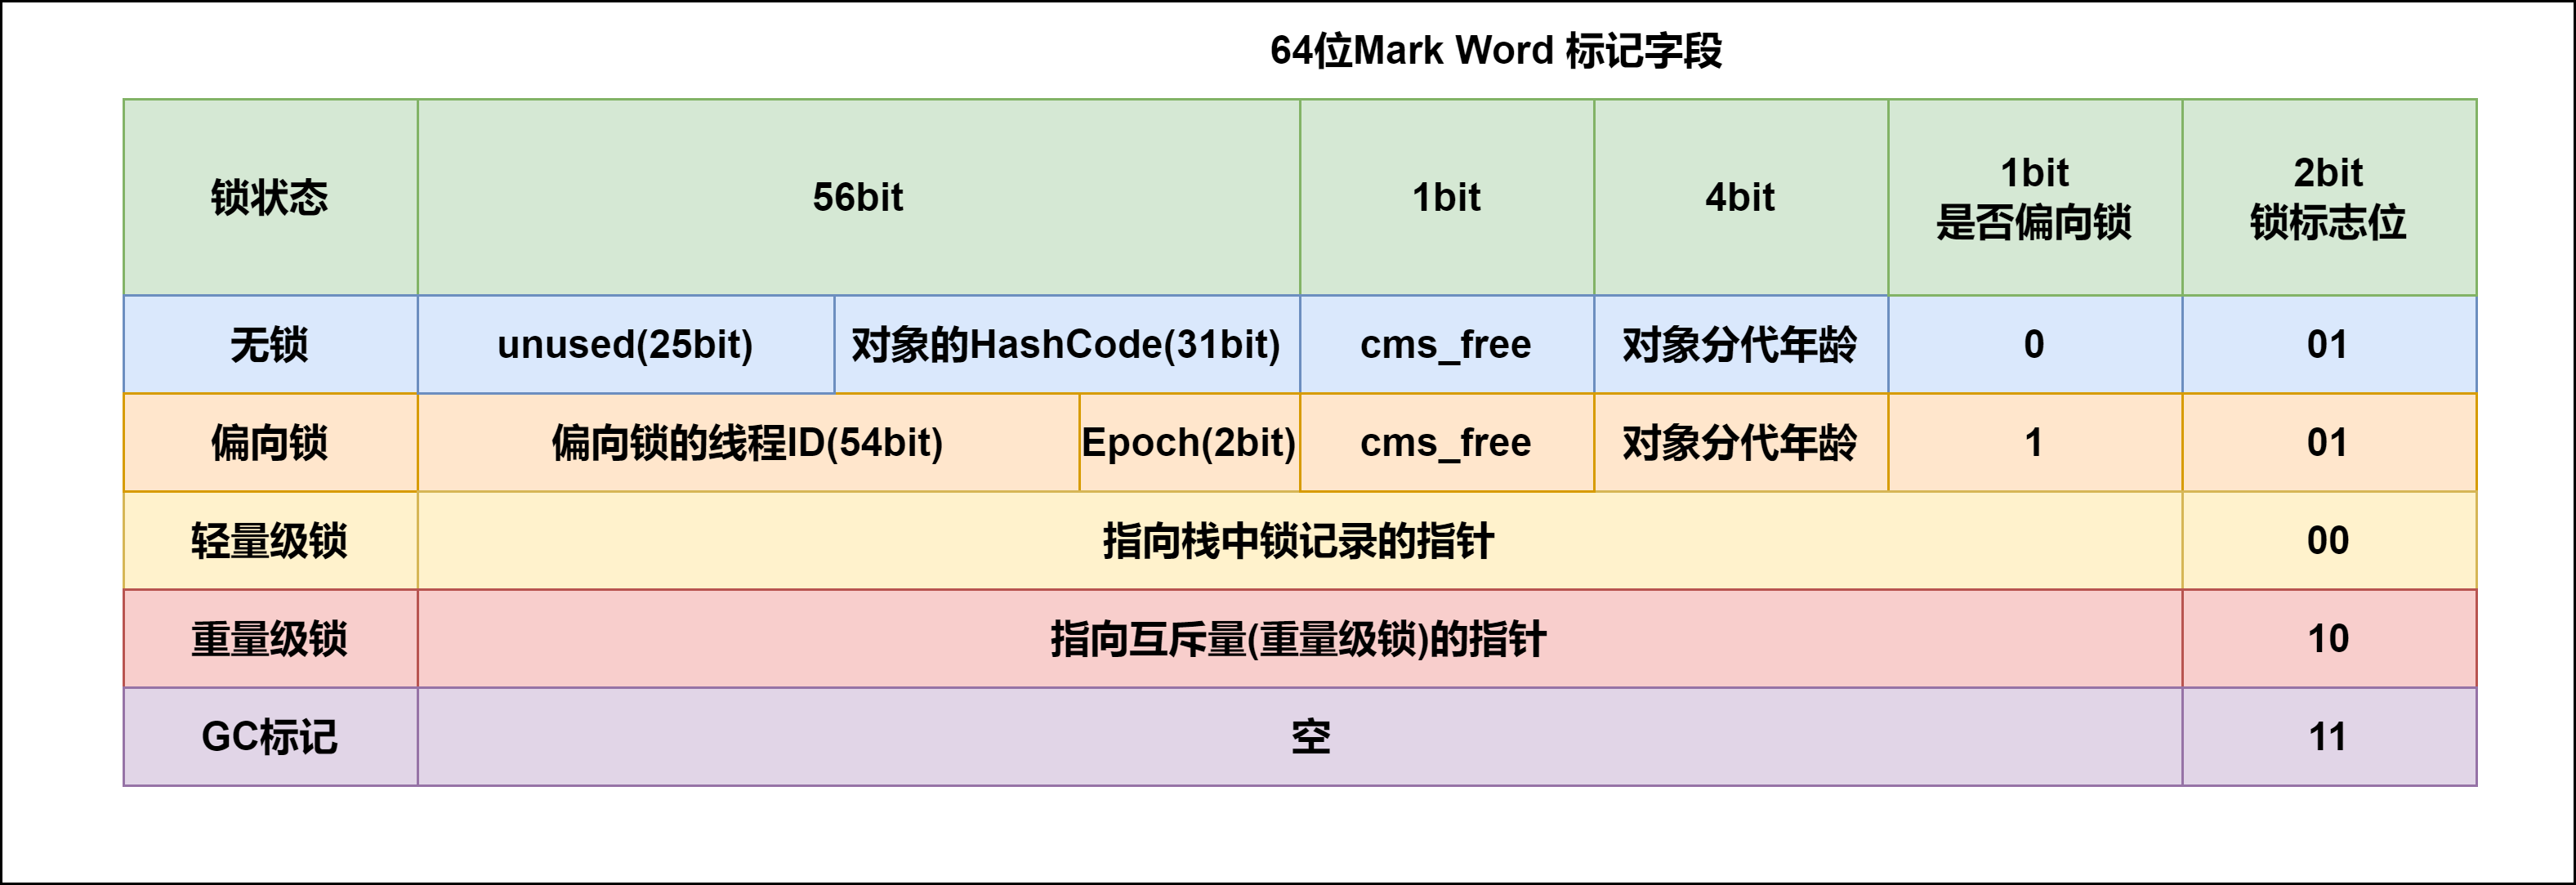 64位Mark Word 标记字段
锁状态
56bit
1bit
4bit
1bit
是否偏向锁
2bit
锁标志位
无锁
unused(25bit)
对象的HashCode(31bit)
cms_free
对象分代年龄
0
01
偏向锁
偏向锁的线程ID(54bit)
Epoch(2bit)
cms_free
对象分代年龄
1
01
轻量级锁
指向栈中锁记录的指针
00
重量级锁
指向互斥量(重量级锁)的指针
10
GC标记
空
11